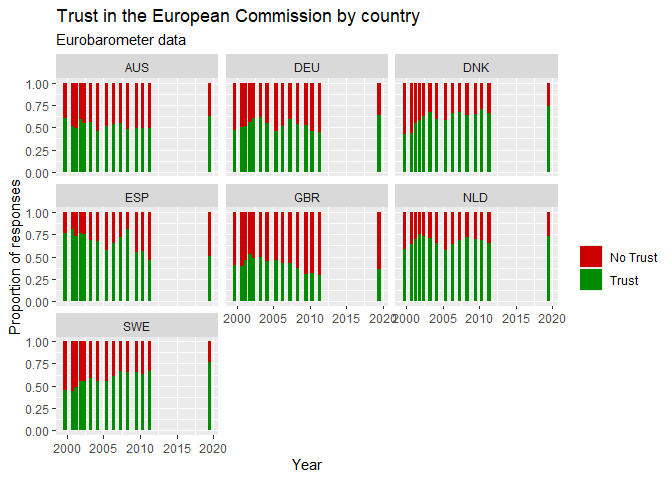 Trust in the European Commission by country
Eurobarometer data
AUS DEU DNK
1.00
0.75
0.50
0.25
0.00
ESP GBR NLD
1.00
0.75
0.50
0.25
0.00
2000 2005 2010 2015 2020 2000 2005 2010 2015 2020
SWE
1.00
0.75
0.50
0.25
0.00
2000 2005 2010 2015 2020
Year
Proportion of responses
No Trust
Trust